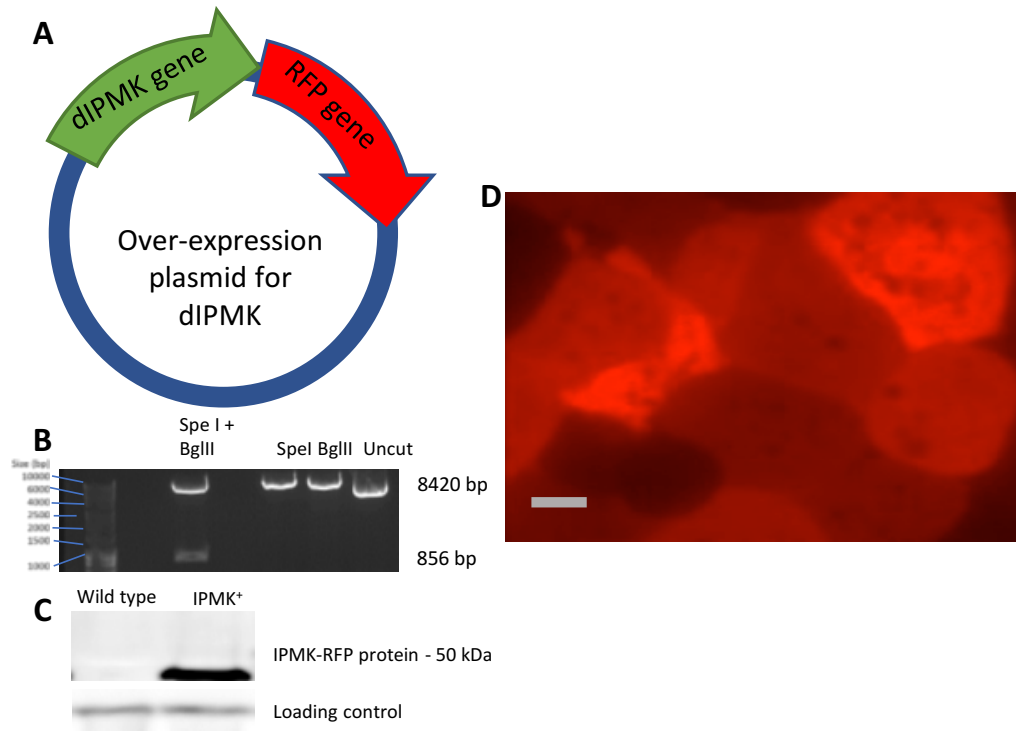 A
dIPMK gene
RFP gene
Over-expression
plasmid for
dIPMK
B
Spe I +
BglII
SpeI BglII Uncut
Size (bp)
10000
6000
4000
2500
2000
1500
1000
8420 bp
856 bp
C
Wild type
IPMK⁺
IPMK-RFP protein - 50 kDa
Loading control
D